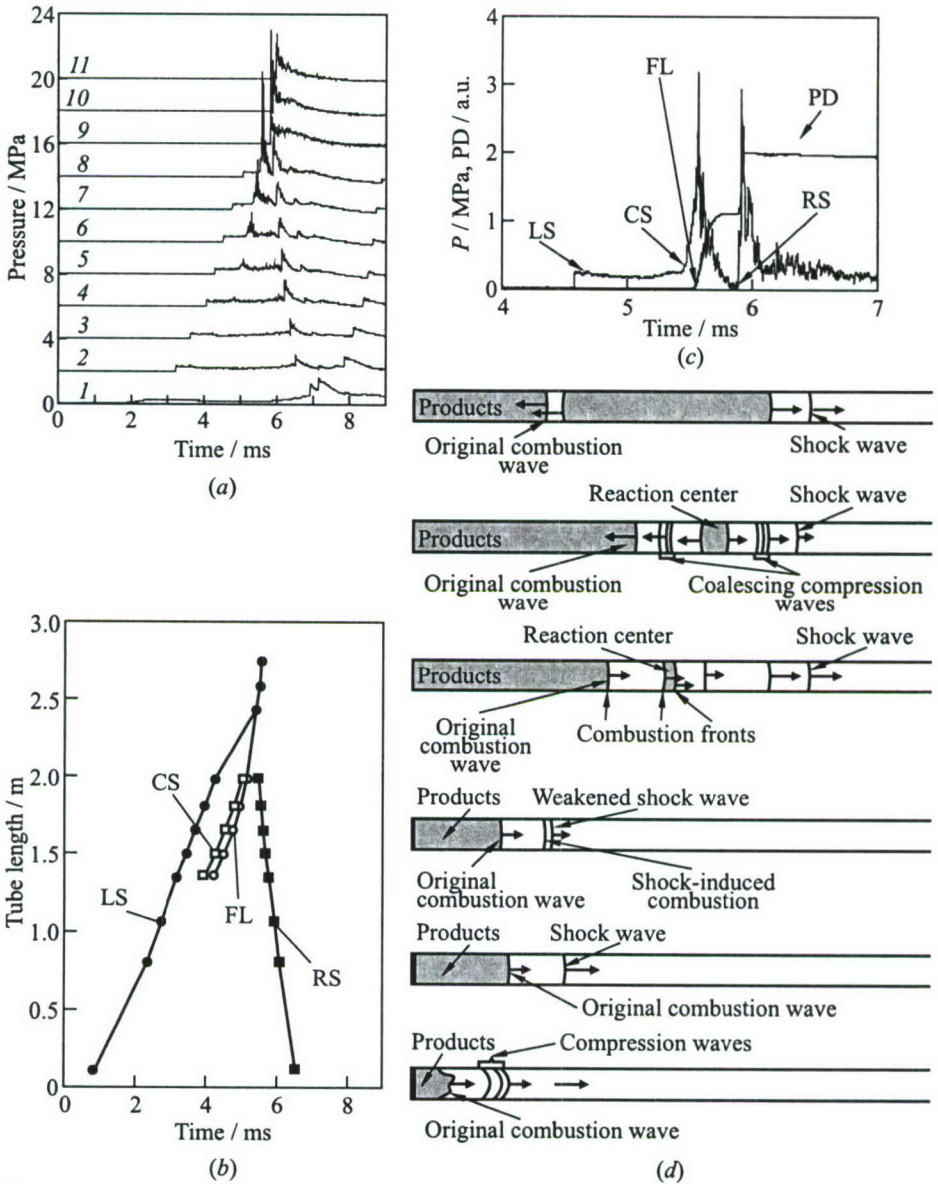 24
20
16
12
8
4
0
Pressure / MPa
11
10
9
8
7
6
5
4
3
2
1
0 2 4 6 8
Time / ms
(a)
4
3
2
1
0
P / MPa, PD / a.u.
FL
PD
CS
RS
LS
4 5 6 7
Time / ms
(c)
3.0
2.5
2.0
1.5
1.0
0.5
0
Tube length / m
CS
LS
FL
RS
0 2 4 6 8
Time / ms
(b)
Products
Original combustion
wave
Shock wave
Reaction center
Shock wave
Products
Original combustion
wave
Coalescing compression
waves
Reaction center
Shock wave
Products
Original
combustion
wave
Combustion fronts
Products
Weakened shock wave
Original
combustion wave
Shock-induced
combustion
Products
Shock wave
Original combustion wave
Products
Compression waves
Original combustion wave
(d)